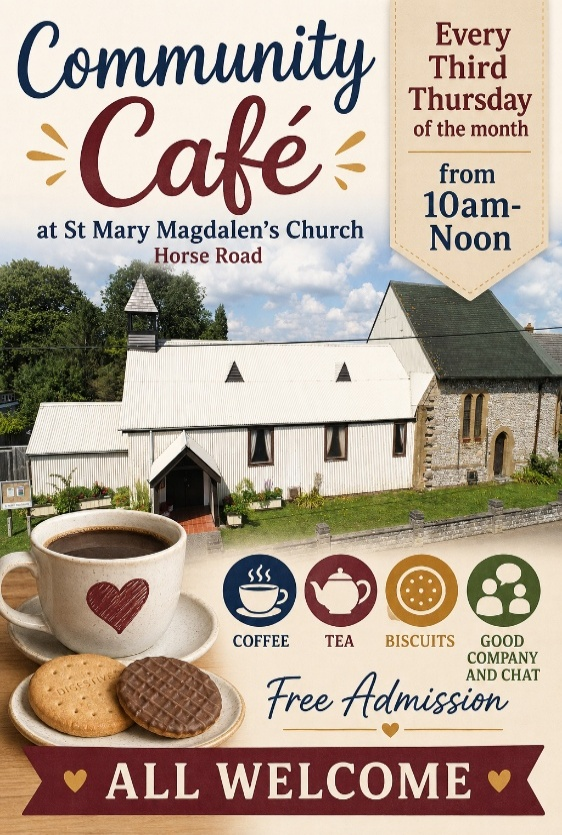 Community
Café
at St Mary Magdalen's Church
Horse Road
Every
Third
Thursday
of the month
from
10am-
Noon
COFFEE
TEA
BISCUITS
GOOD
COMPANY
AND CHAT
DIGESTIVE
Free Admission
ALL WELCOME